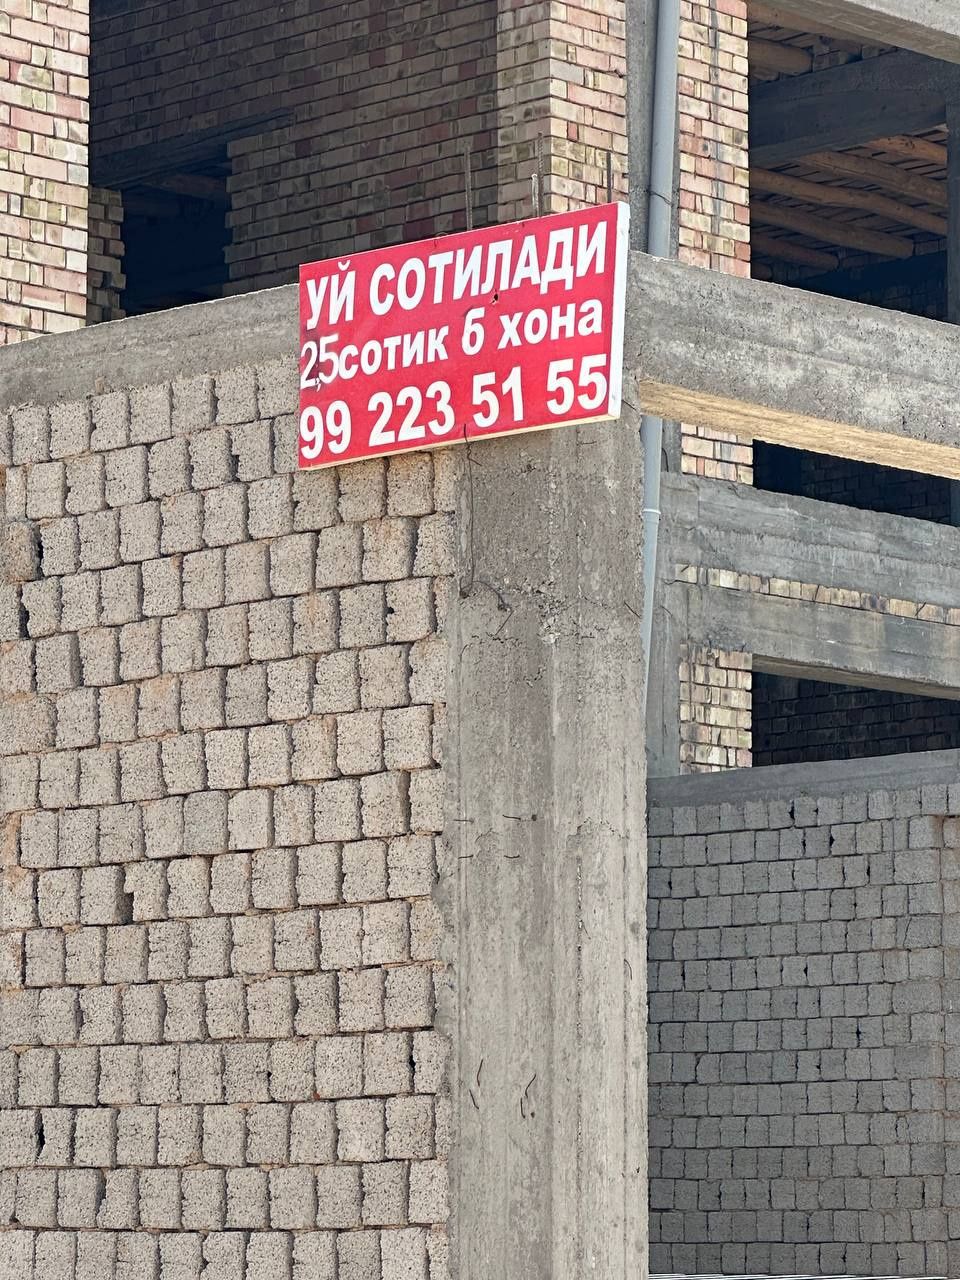 УЙ СОТИЛАДИ
2,5 сотик 6 хона
99 223 51 55